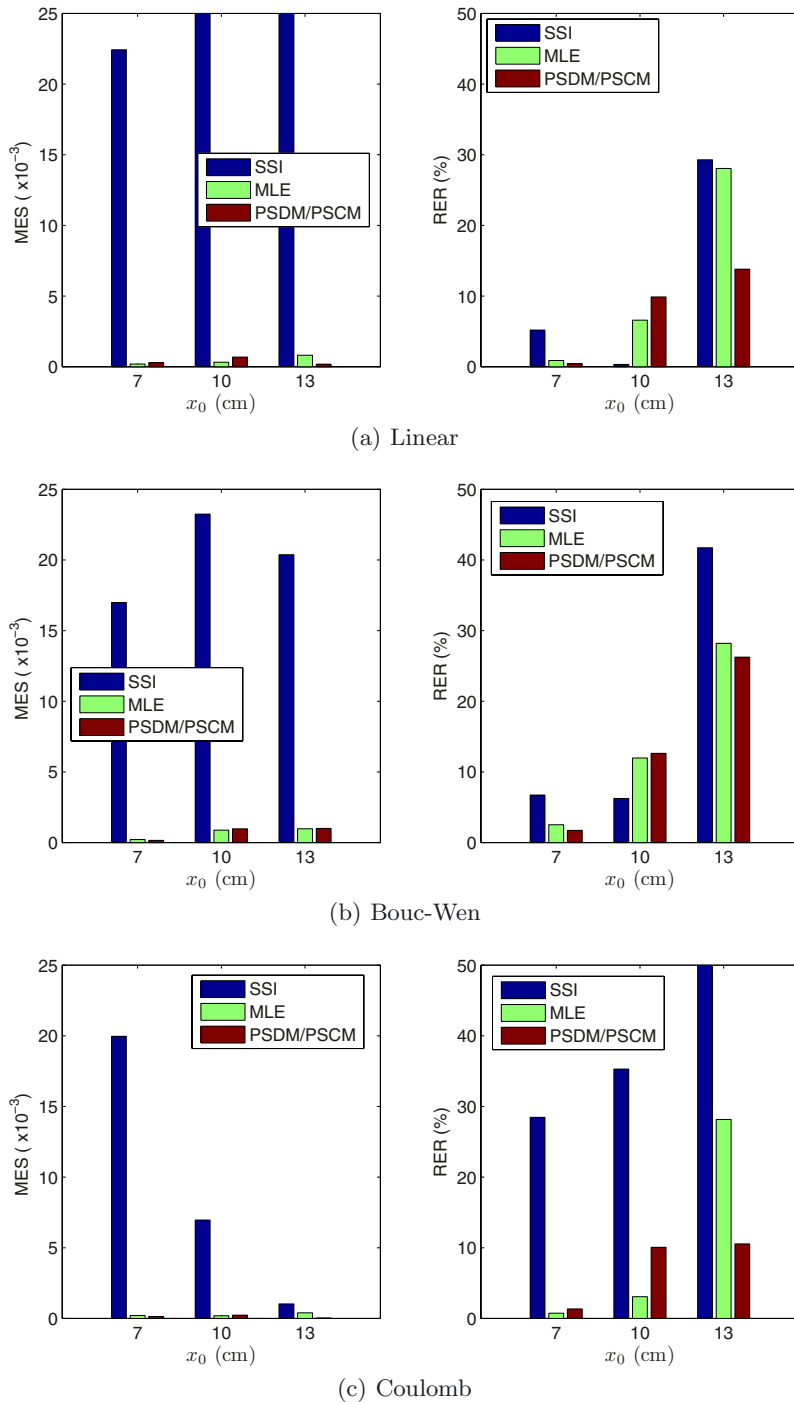 25
20
15
10
5
0
MES ( x10⁻³)
SSI
MLE
PSDM/PSCM
7 10 13
x₀ (cm)
50
40
30
20
10
0
RER (%)
SSI
MLE
PSDM/PSCM
7 10 13
x₀ (cm)
(a) Linear
25
20
15
10
5
0
MES ( x10⁻³)
SSI
MLE
PSDM/PSCM
7 10 13
x₀ (cm)
50
40
30
20
10
0
RER (%)
SSI
MLE
PSDM/PSCM
7 10 13
x₀ (cm)
(b) Bouc-Wen
25
20
15
10
5
0
MES ( x10⁻³)
SSI
MLE
PSDM/PSCM
7 10 13
x₀ (cm)
50
40
30
20
10
0
RER (%)
SSI
MLE
PSDM/PSCM
7 10 13
x₀ (cm)
(c) Coulomb